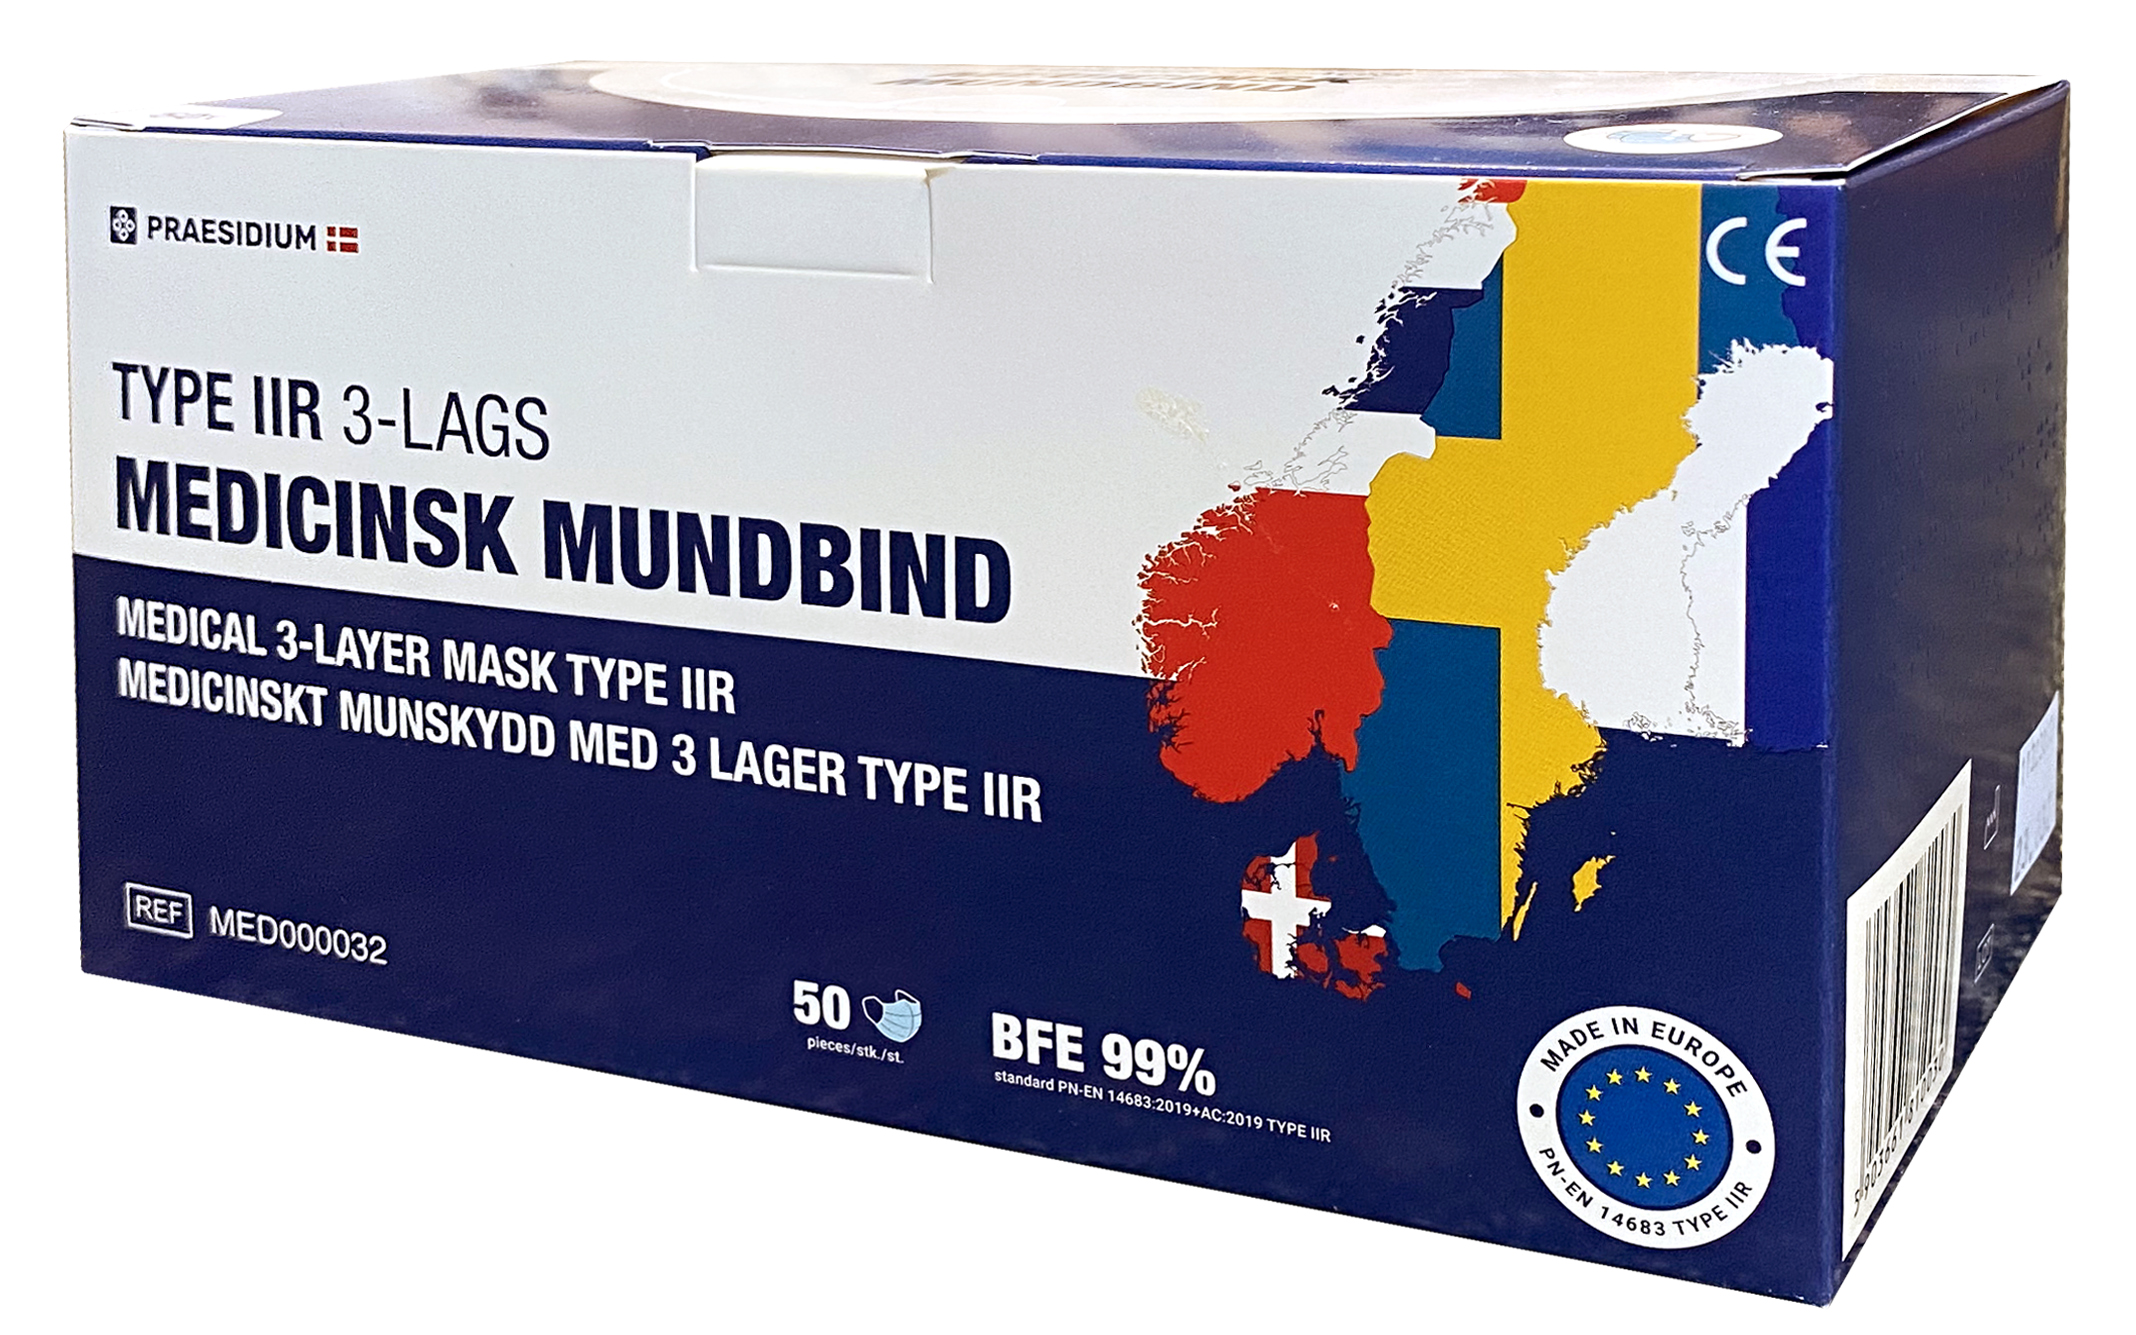 MUNDBIND
PRAESIDIUM
CE
TYPE IIR 3-LAGS
MEDICINSK MUNDBIND
MEDICAL 3-LAYER MASK TYPE IIR
MEDICINSKT MUNSKYDD MED 3 LAGER TYPE IIR
REF MED000032
50
pieces/stk./st.
BFE 99%
standard PN-EN 14683:2019+AC:2019 TYPE IIR
MADE IN EUROPE
PN-EN 14683 TYPE IIR